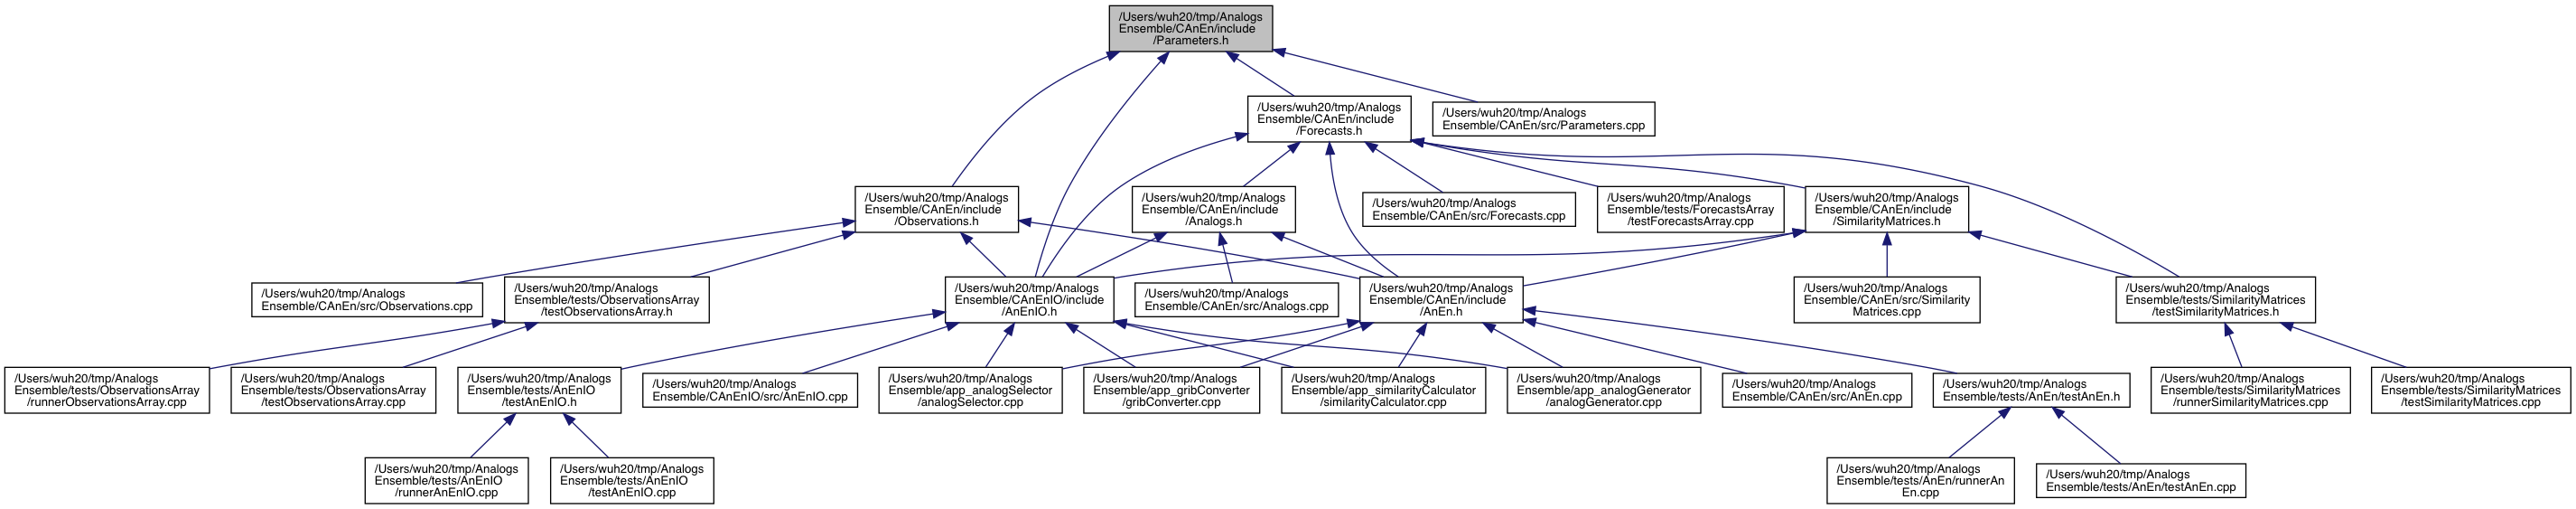 /Users/wuh20/tmp/Analogs
Ensemble/CAnEn/include
/Parameters.h
/Users/wuh20/tmp/Analogs
Ensemble/CAnEn/include
/Forecasts.h
/Users/wuh20/tmp/Analogs
Ensemble/CAnEn/src/Parameters.cpp
/Users/wuh20/tmp/Analogs
Ensemble/CAnEn/include
/Observations.h
/Users/wuh20/tmp/Analogs
Ensemble/CAnEn/include
/Analogs.h
/Users/wuh20/tmp/Analogs
Ensemble/CAnEn/src/Forecasts.cpp
/Users/wuh20/tmp/Analogs
Ensemble/tests/ForecastsArray
/testForecastsArray.cpp
/Users/wuh20/tmp/Analogs
Ensemble/CAnEn/include
/SimilarityMatrices.h
/Users/wuh20/tmp/Analogs
Ensemble/CAnEn/src/Observations.cpp
/Users/wuh20/tmp/Analogs
Ensemble/tests/ObservationsArray
/testObservationsArray.h
/Users/wuh20/tmp/Analogs
Ensemble/CAnEnIO/include
/AnEnIO.h
/Users/wuh20/tmp/Analogs
Ensemble/CAnEn/src/Analogs.cpp
/Users/wuh20/tmp/Analogs
Ensemble/CAnEn/include
/AnEn.h
/Users/wuh20/tmp/Analogs
Ensemble/CAnEn/src/Similarity
Matrices.cpp
/Users/wuh20/tmp/Analogs
Ensemble/tests/SimilarityMatrices
/testSimilarityMatrices.h
/Users/wuh20/tmp/Analogs
Ensemble/tests/ObservationsArray
/runnerObservationsArray.cpp
/Users/wuh20/tmp/Analogs
Ensemble/tests/ObservationsArray
/testObservationsArray.cpp
/Users/wuh20/tmp/Analogs
Ensemble/tests/AnEnIO
/testAnEnIO.h
/Users/wuh20/tmp/Analogs
Ensemble/CAnEnIO/src/AnEnIO.cpp
/Users/wuh20/tmp/Analogs
Ensemble/app_analogSelector
/analogSelector.cpp
/Users/wuh20/tmp/Analogs
Ensemble/app_gribConverter
/gribConverter.cpp
/Users/wuh20/tmp/Analogs
Ensemble/app_similarityCalculator
/similarityCalculator.cpp
/Users/wuh20/tmp/Analogs
Ensemble/app_analogGenerator
/analogGenerator.cpp
/Users/wuh20/tmp/Analogs
Ensemble/CAnEn/src/AnEn.cpp
/Users/wuh20/tmp/Analogs
Ensemble/tests/AnEn/testAnEn.h
/Users/wuh20/tmp/Analogs
Ensemble/tests/SimilarityMatrices
/runnerSimilarityMatrices.cpp
/Users/wuh20/tmp/Analogs
Ensemble/tests/SimilarityMatrices
/testSimilarityMatrices.cpp
/Users/wuh20/tmp/Analogs
Ensemble/tests/AnEnIO
/runnerAnEnIO.cpp
/Users/wuh20/tmp/Analogs
Ensemble/tests/AnEnIO
/testAnEnIO.cpp
/Users/wuh20/tmp/Analogs
Ensemble/tests/AnEn/runnerAn
En.cpp
/Users/wuh20/tmp/Analogs
Ensemble/tests/AnEn/testAnEn.cpp